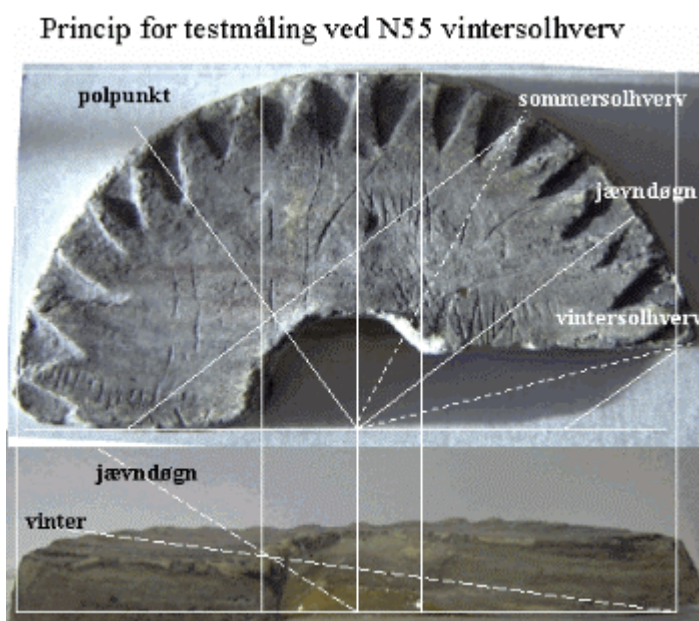 Princip for testmåling ved N55 vintersolhverv
polpunkt
sommersolhverv
jævndøgn
vintersolhverv
jævndøgn
vinter